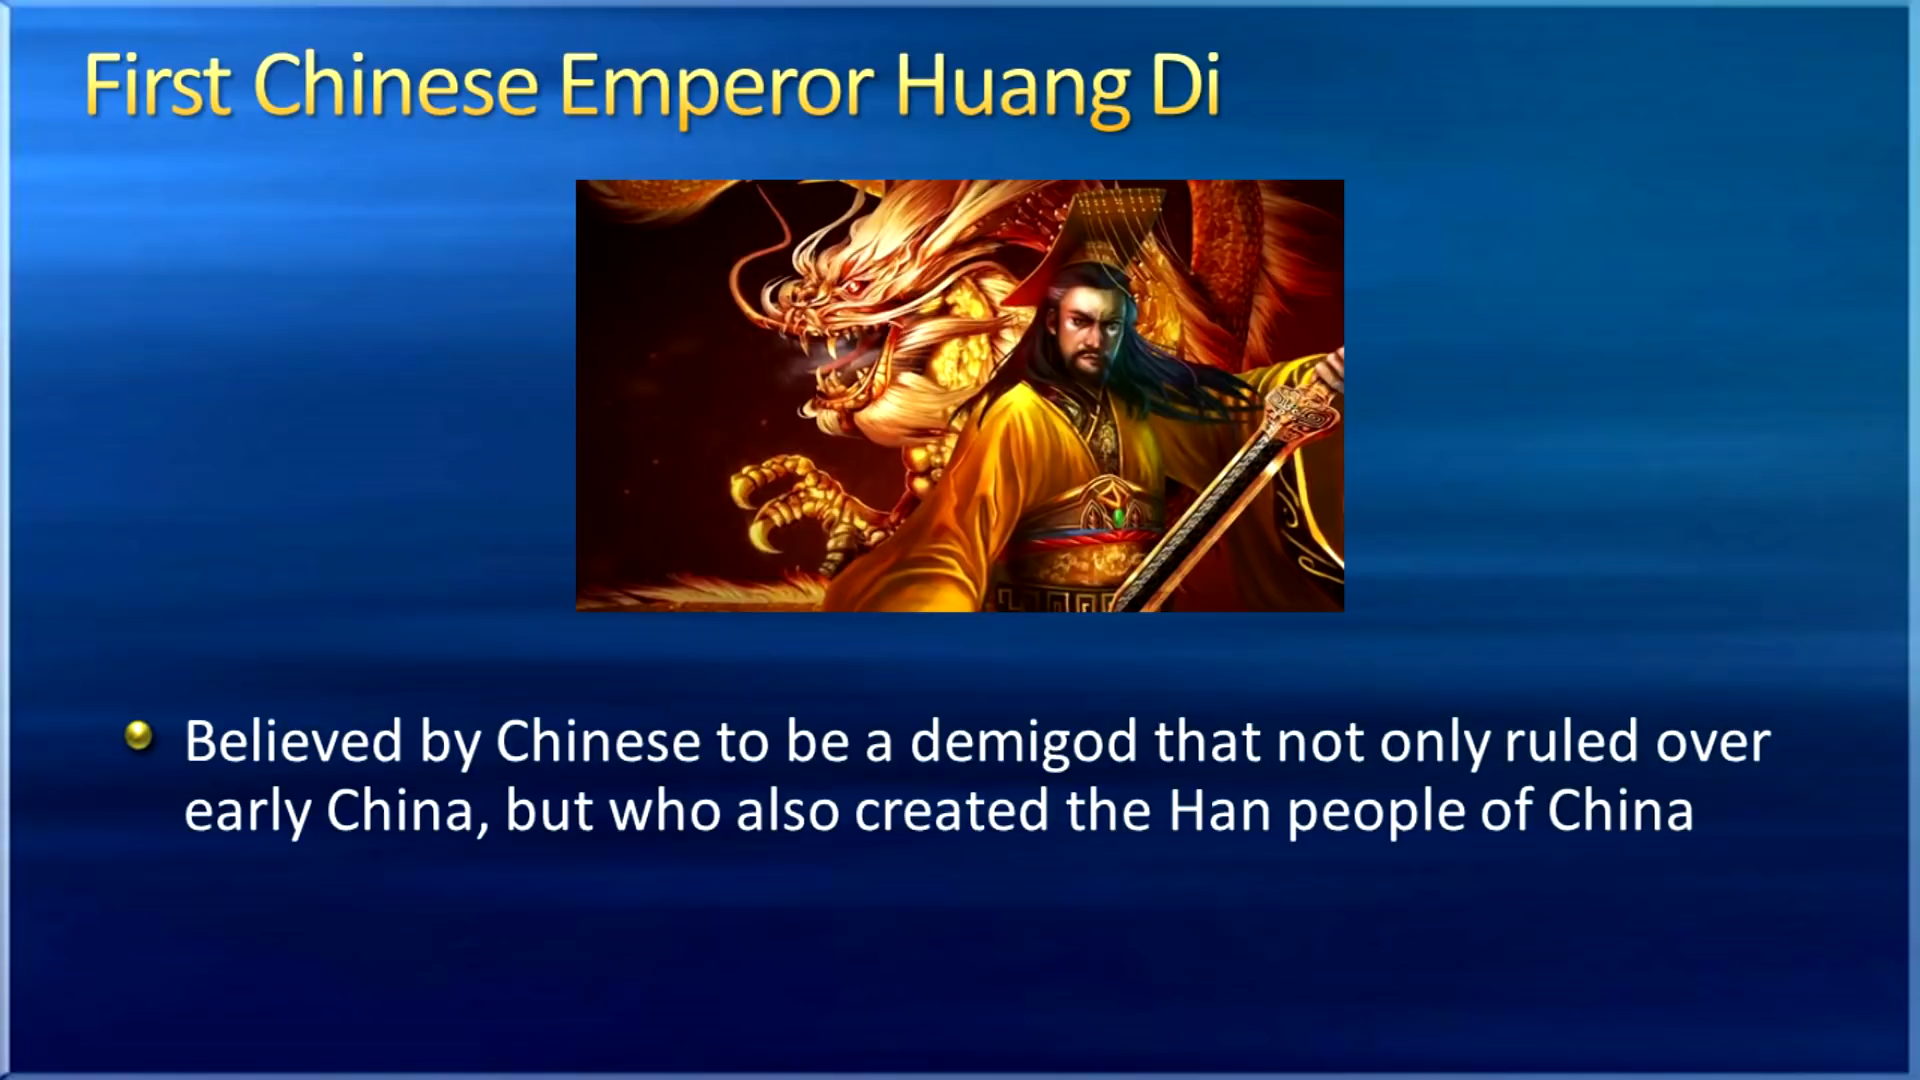 First Chinese Emperor Huang Di
Believed by Chinese to be a demigod that not only ruled over
early China, but who also created the Han people of China